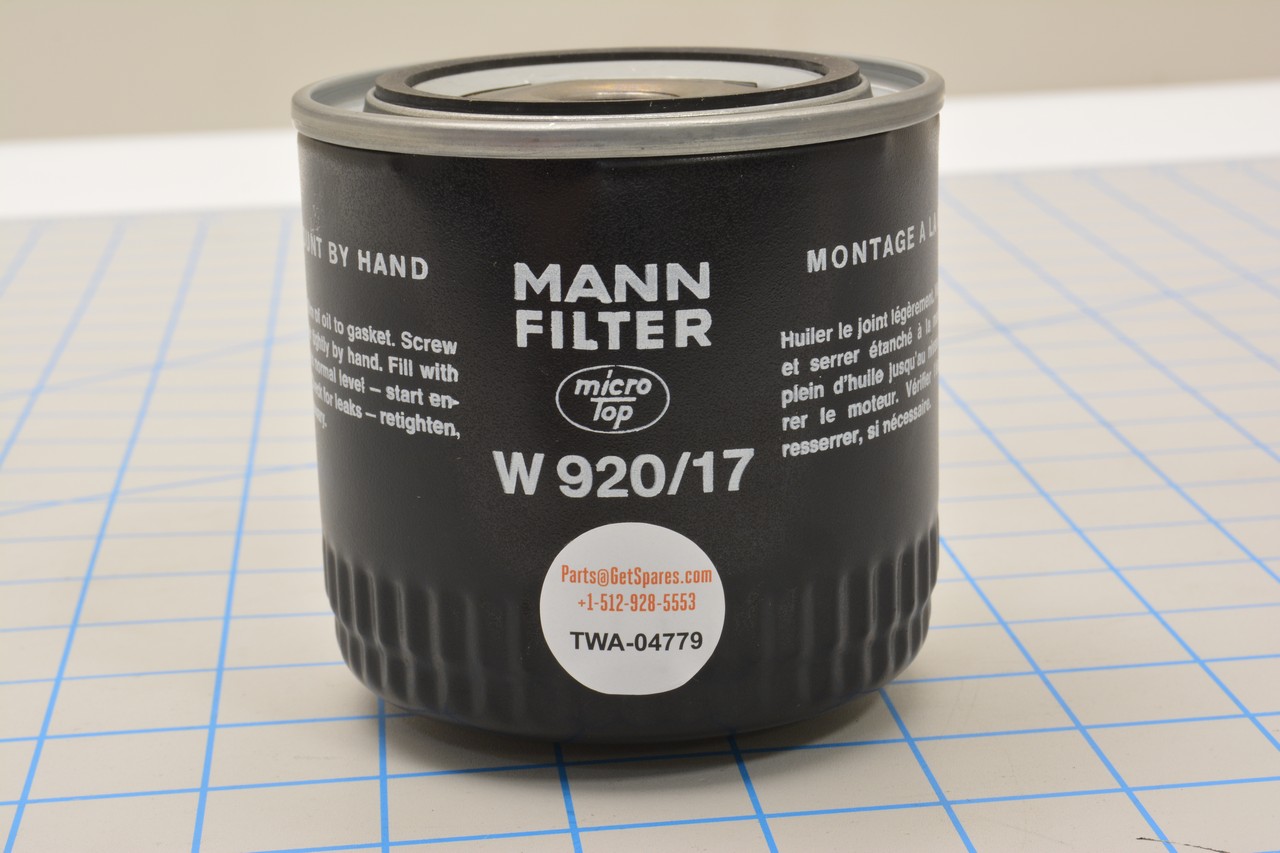 BY HAND
oil to gasket. Screw
by hand. Fill with
normal level – start en-
for leaks – retighten,
MANN
FILTER
micro
Top
W 920/17
Parts@GetSpares.com
+1-512-928-5553
TWA-04779
MONTAGE A LA
Huiler le joint légèrement.
et serrer étanché à la
plein d'huile jusqu'au
rer le moteur. Vérifier
resserrer, si nécessaire.